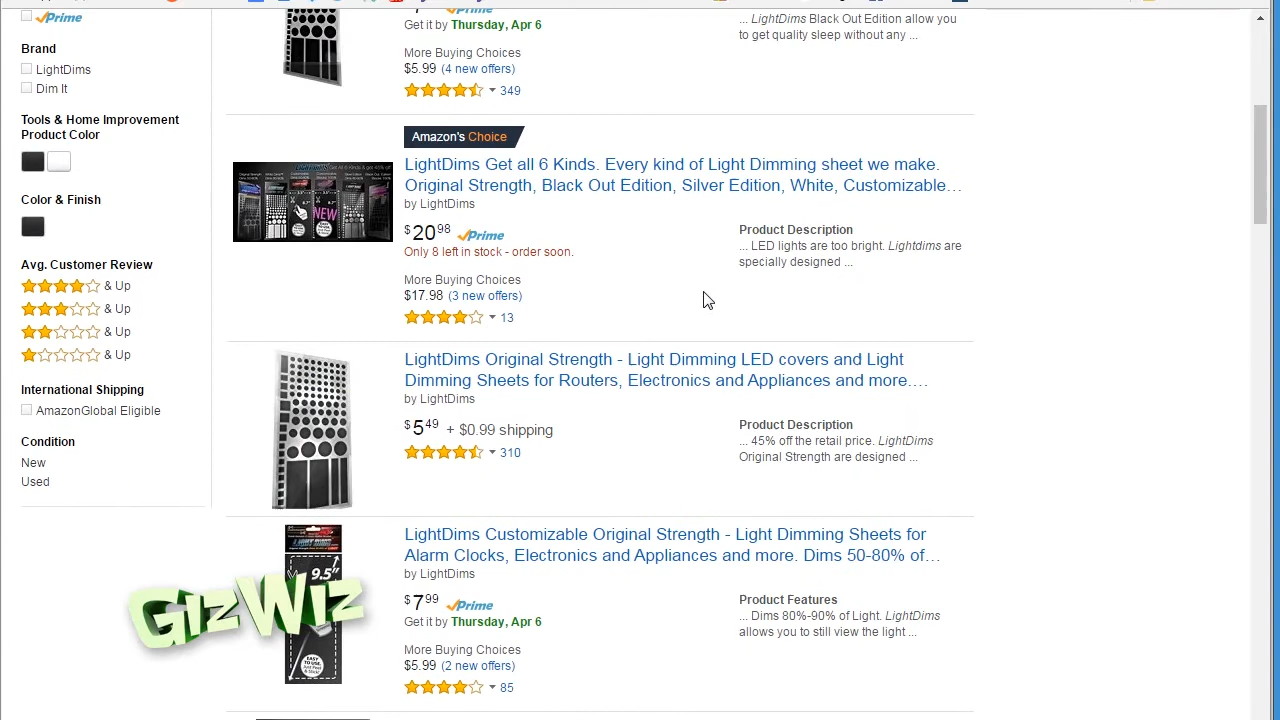 Prime
Prime
... LightDims Black Out Edition allow you
Get it by Thursday, Apr 6
to get quality sleep without any ...
Brand
More Buying Choices
LightDims
$5.99 (4 new offers)
Dim It
349
Tools & Home Improvement
Product Color
Amazon's Choice
LightDims Get all 6 Kinds. Every kind of Light Dimming sheet we make.
Original Strength, Black Out Edition, Silver Edition, White, Customizable…
by LightDims
Color & Finish
$20 98 Prime
Product Description
Only 8 left in stock - order soon.
... LED lights are too bright. Lightdims are
specially designed ...
Avg. Customer Review
More Buying Choices
& Up
$17.98 (3 new offers)
& Up
13
& Up
& Up
LightDims Original Strength - Light Dimming LED covers and Light
Dimming Sheets for Routers, Electronics and Appliances and more.…
by LightDims
International Shipping
AmazonGlobal Eligible
$5 49 + $0.99 shipping
Product Description
... 45% off the retail price. LightDims
Condition
310
Original Strength are designed ...
New
Used
LightDims Customizable Original Strength - Light Dimming Sheets for
Alarm Clocks, Electronics and Appliances and more. Dims 50-80% of…
by LightDims
9.5"
GizWiz
$7 99 Prime
Product Features
Get it by Thursday, Apr 6
... Dims 80%-90% of Light. LightDims
allows you to still view the light ...
More Buying Choices
EASY
TO USE.
Just Peel
& Stick!
$5.99 (2 new offers)
85
NEW